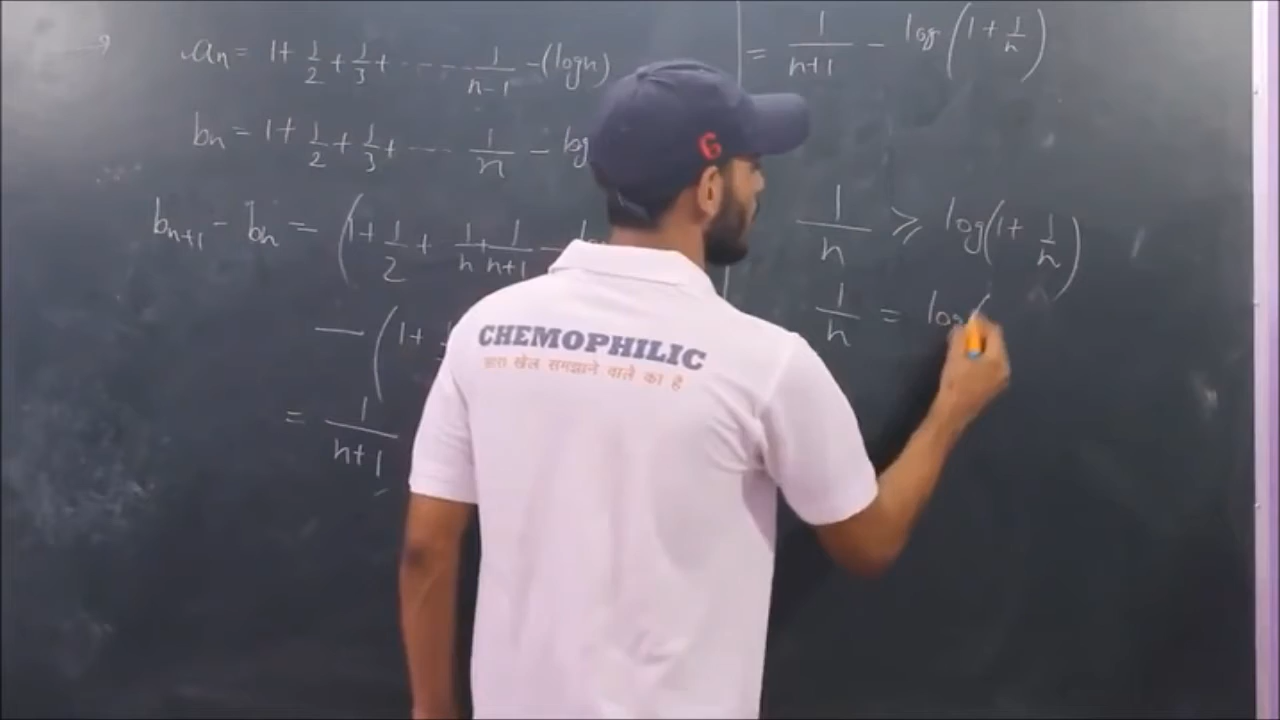 aₙ = 1 + 1/2 + 1/3 + ... ... 1/(n-1) - (log n)
bₙ = 1 + 1/2 + 1/3 + ... 1/n - log
bₙ₊₁ - bₙ = (1 + 1/2 + 1/n + 1/(n+1) -
— (1 +
= 1/(n+1)
= 1/(n+1) - log(1 + 1/n)
1/n ≥ log(1 + 1/n)
1/n = log(
G
CHEMOPHILIC
सारा खेल समझाने वाले का है